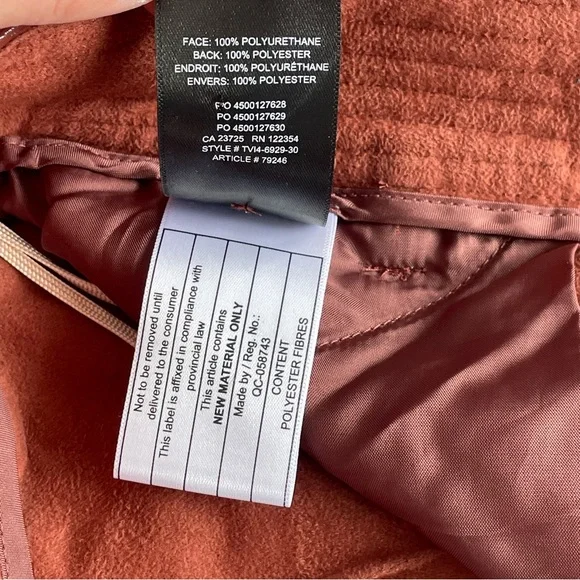 FACE: 100% POLYURETHANE
BACK: 100% POLYESTER
ENDROIT: 100% POLYURÉTHANE
ENVERS: 100% POLYESTER
PO 4500127628
PO 4500127629
PO 4500127630
CA 23725 RN 122354
STYLE # TVI4-6929-30
ARTICLE # 79246
Not to be removed until
delivered to the consumer
This label is affixed in compliance with
provincial law
This article contains
NEW MATERIAL ONLY
Made by / Reg. No.:
QC-059743
CONTENT
POLYESTER FIBRES